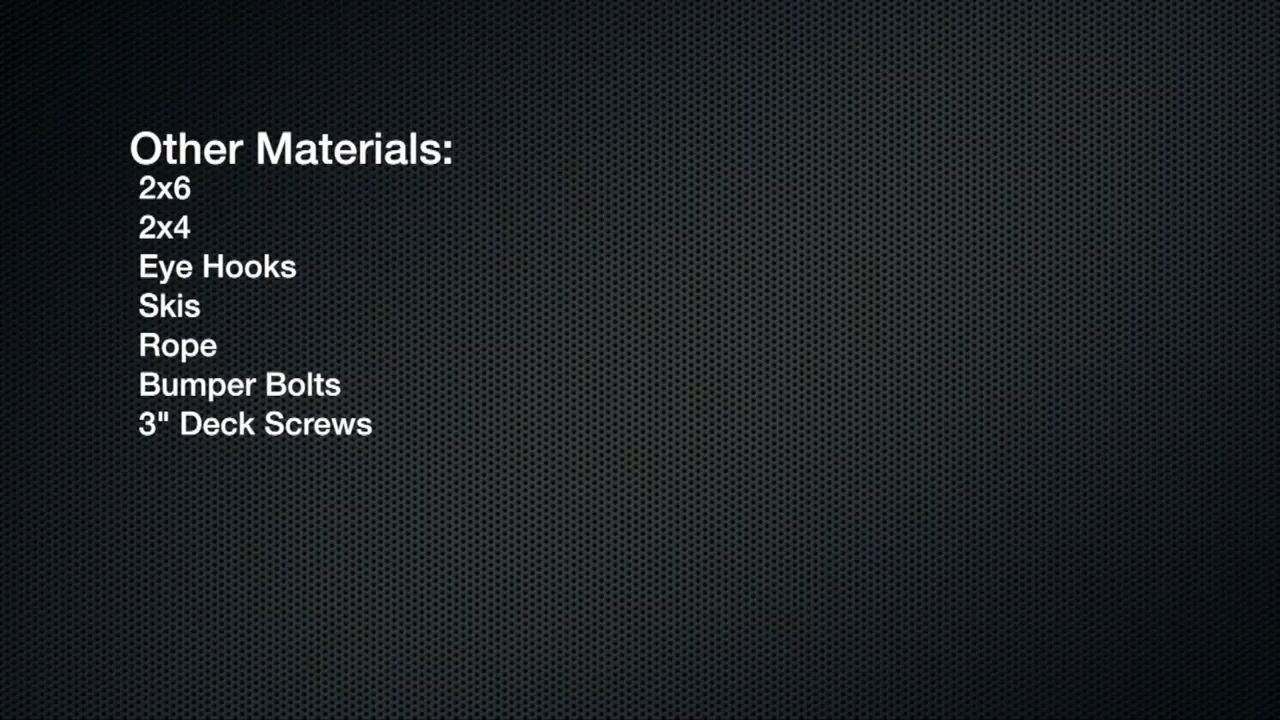 Other Materials:
2x6
2x4
Eye Hooks
Skis
Rope
Bumper Bolts
3" Deck Screws